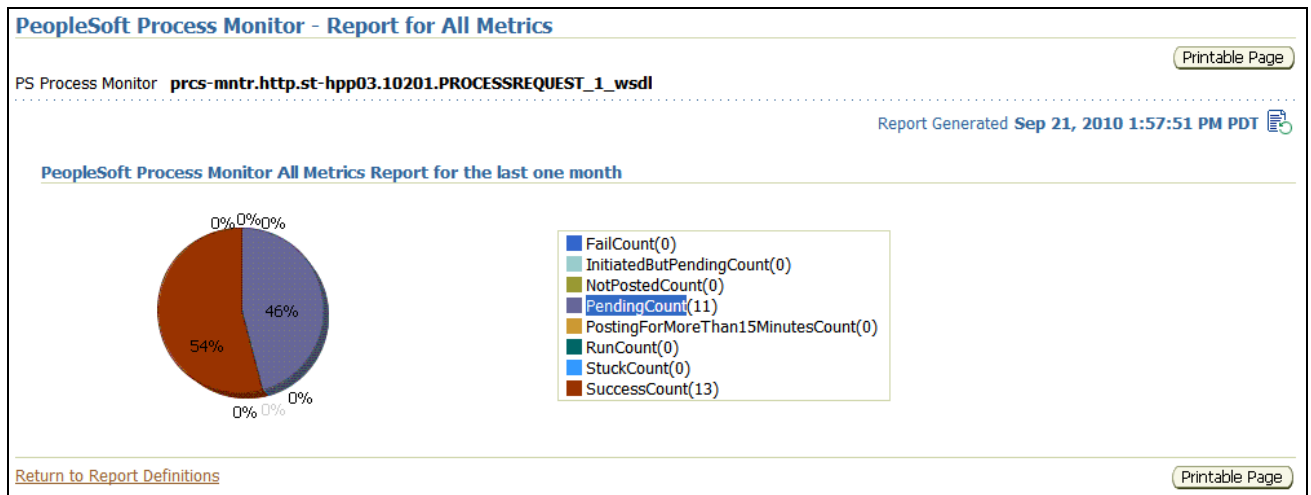 PeopleSoft Process Monitor - Report for All Metrics
Printable Page
PS Process Monitor prcs-mntr.http.st-hpp03.10201.PROCESSREQUEST_1_wsdl
Report Generated Sep 21, 2010 1:57:51 PM PDT
PeopleSoft Process Monitor All Metrics Report for the last one month
0% 0% 0%
46%
54%
0% 0% 0%
FailCount(0)
InitiatedButPendingCount(0)
NotPostedCount(0)
PendingCount(11)
PostingForMoreThan15MinutesCount(0)
RunCount(0)
StuckCount(0)
SuccessCount(13)
Return to Report Definitions
Printable Page